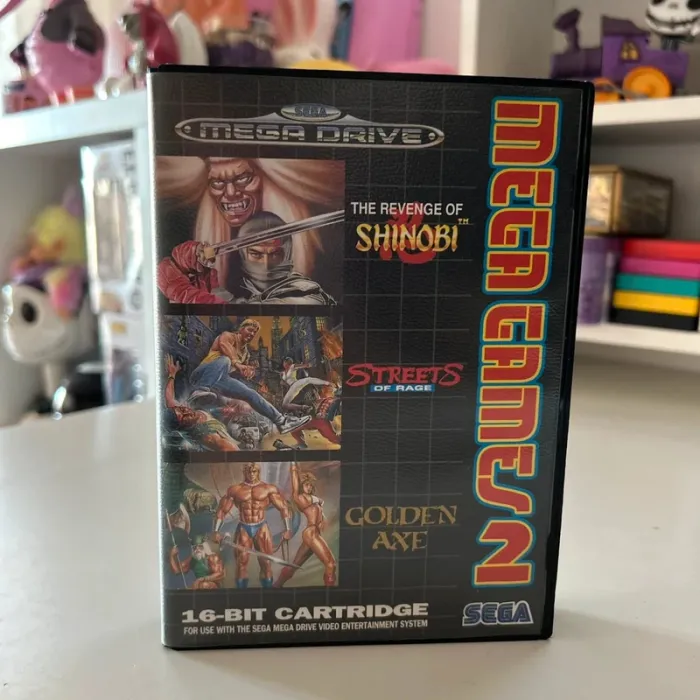 SEGA
MEGA DRIVE
THE REVENGE OF
SHINOBI™
STREETS
OF RAGE
GOLDEN
AXE
MEGA GAMES 2
16-BIT CARTRIDGE
FOR USE WITH THE SEGA MEGA DRIVE VIDEO ENTERTAINMENT SYSTEM
SEGA